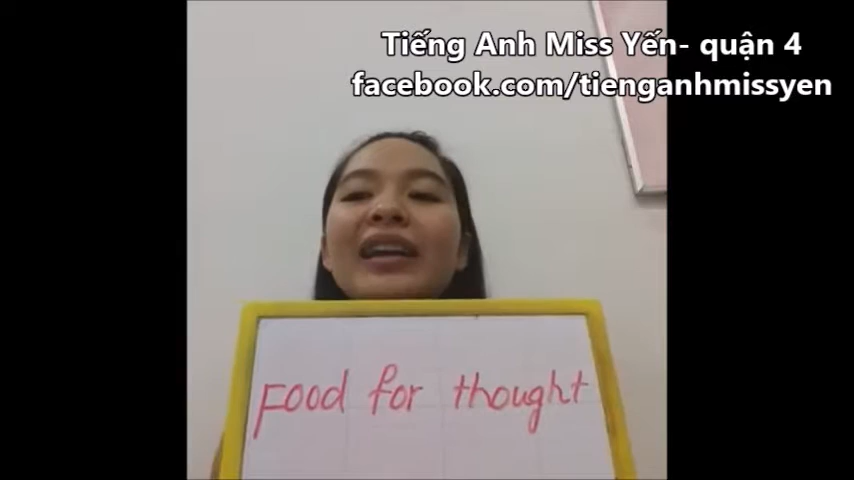 Tiếng Anh Miss Yến- quận 4
facebook.com/tienganhmissyen
Food for thought